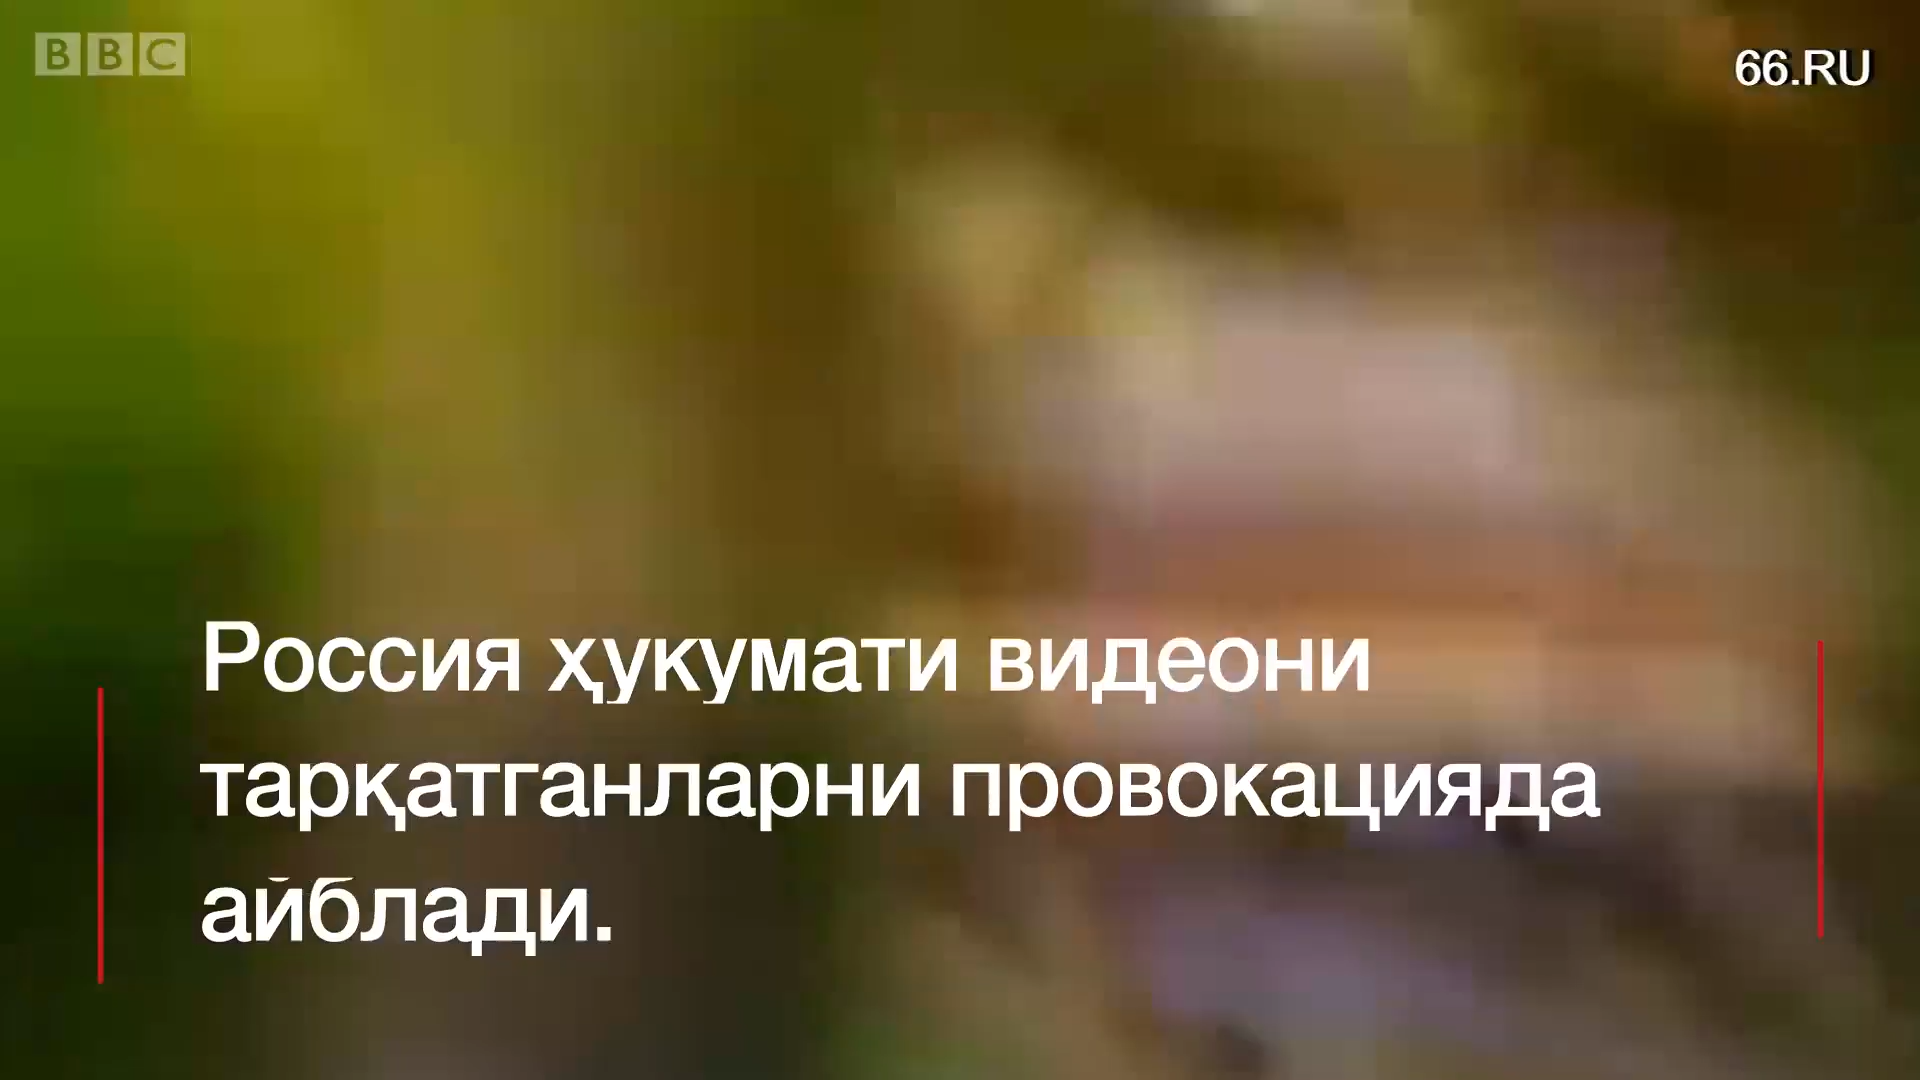 BBC
66.RU
Россия ҳукумати видеони
тарқатганларни провокацияда
айблади.